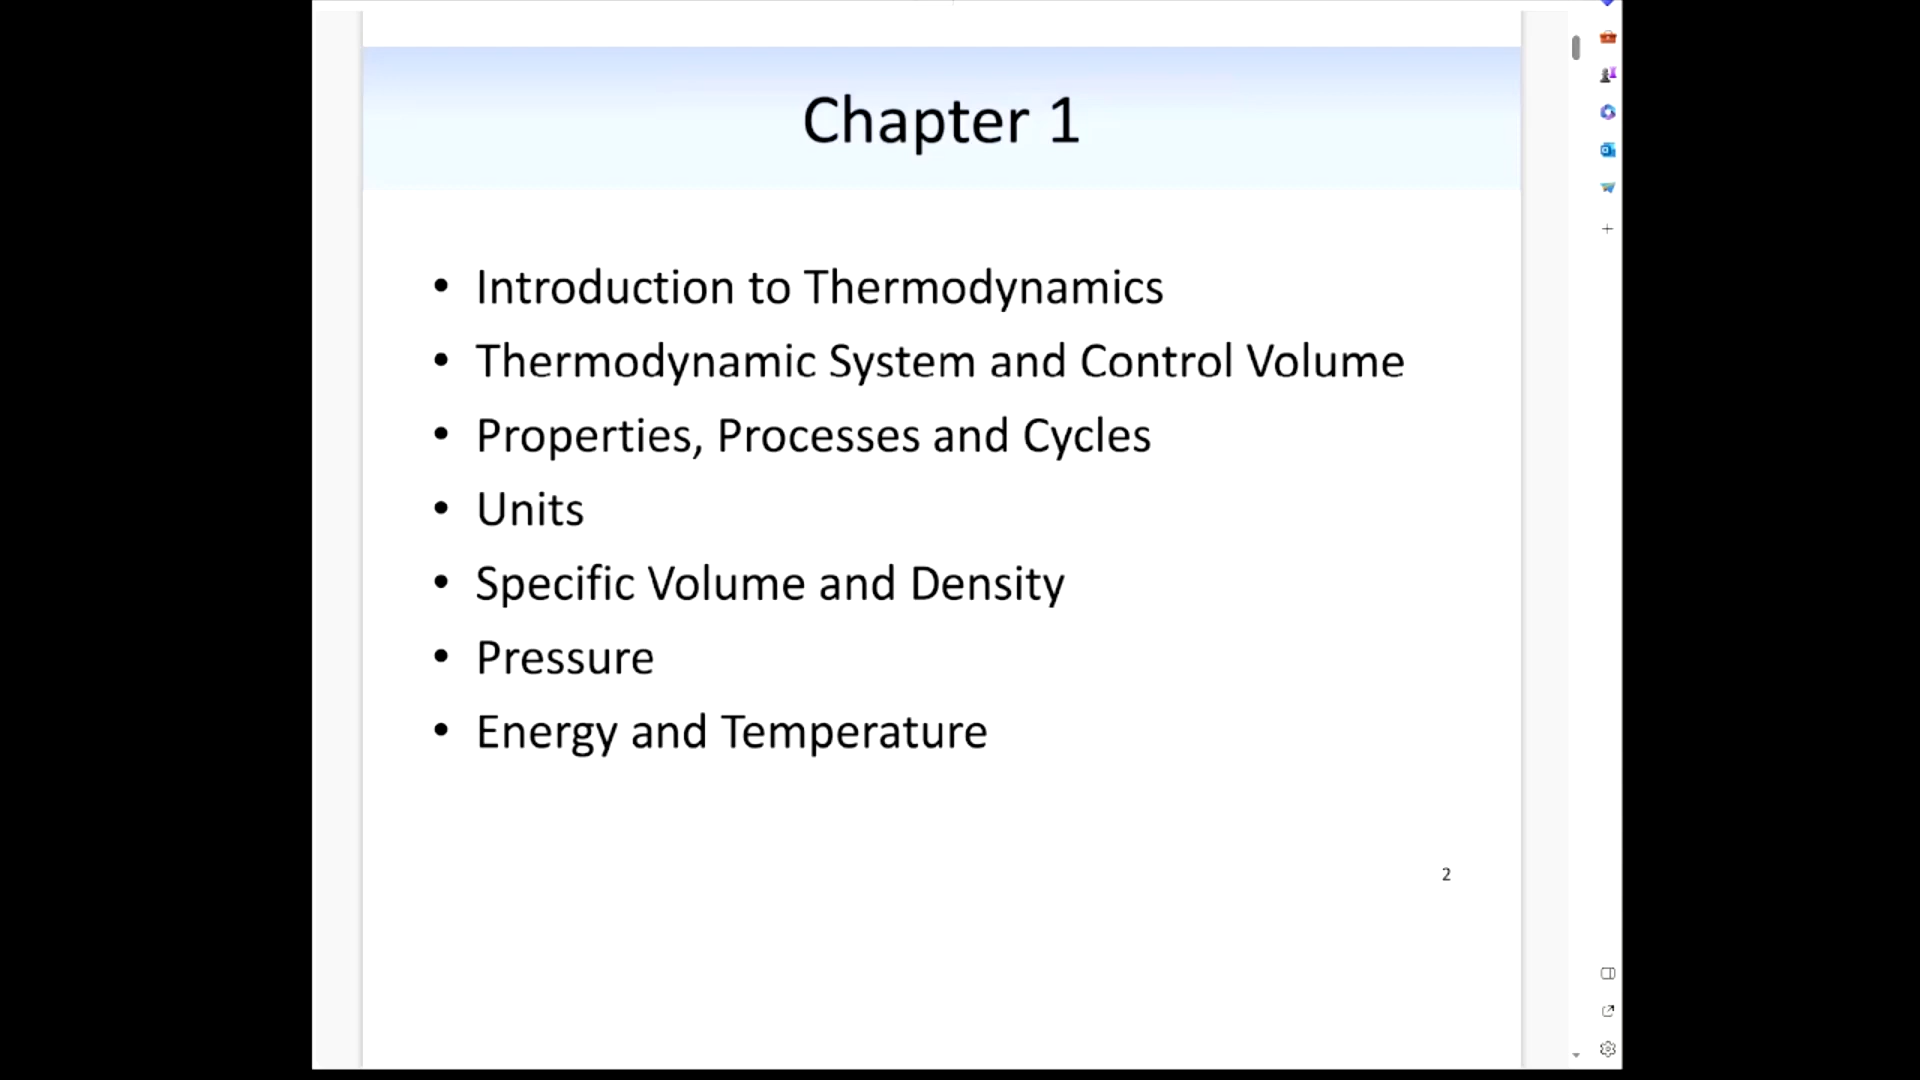 Chapter 1
• Introduction to Thermodynamics
• Thermodynamic System and Control Volume
• Properties, Processes and Cycles
• Units
• Specific Volume and Density
• Pressure
• Energy and Temperature
2